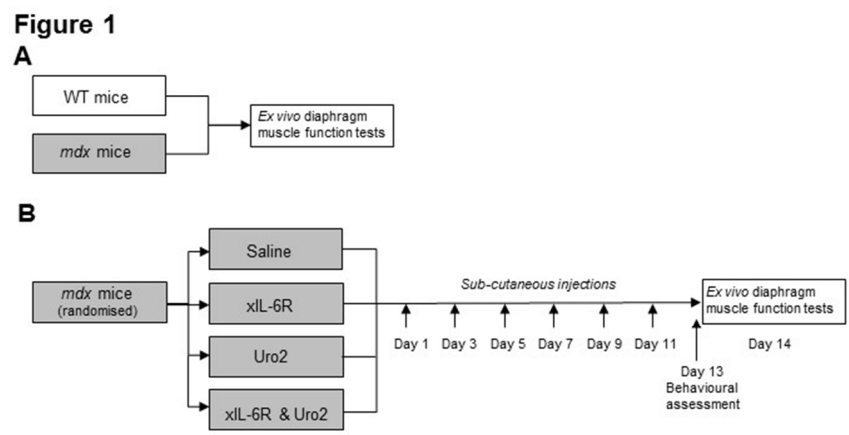 Figure 1
A
WT mice
mdx mice
Ex vivo diaphragm
muscle function tests
B
mdx mice
(randomised)
Saline
xIL-6R
Uro2
xIL-6R & Uro2
Sub-cutaneous injections
Day 1
Day 3
Day 5
Day 7
Day 9
Day 11
Day 13
Behavioural
assessment
Ex vivo diaphragm
muscle function tests
Day 14